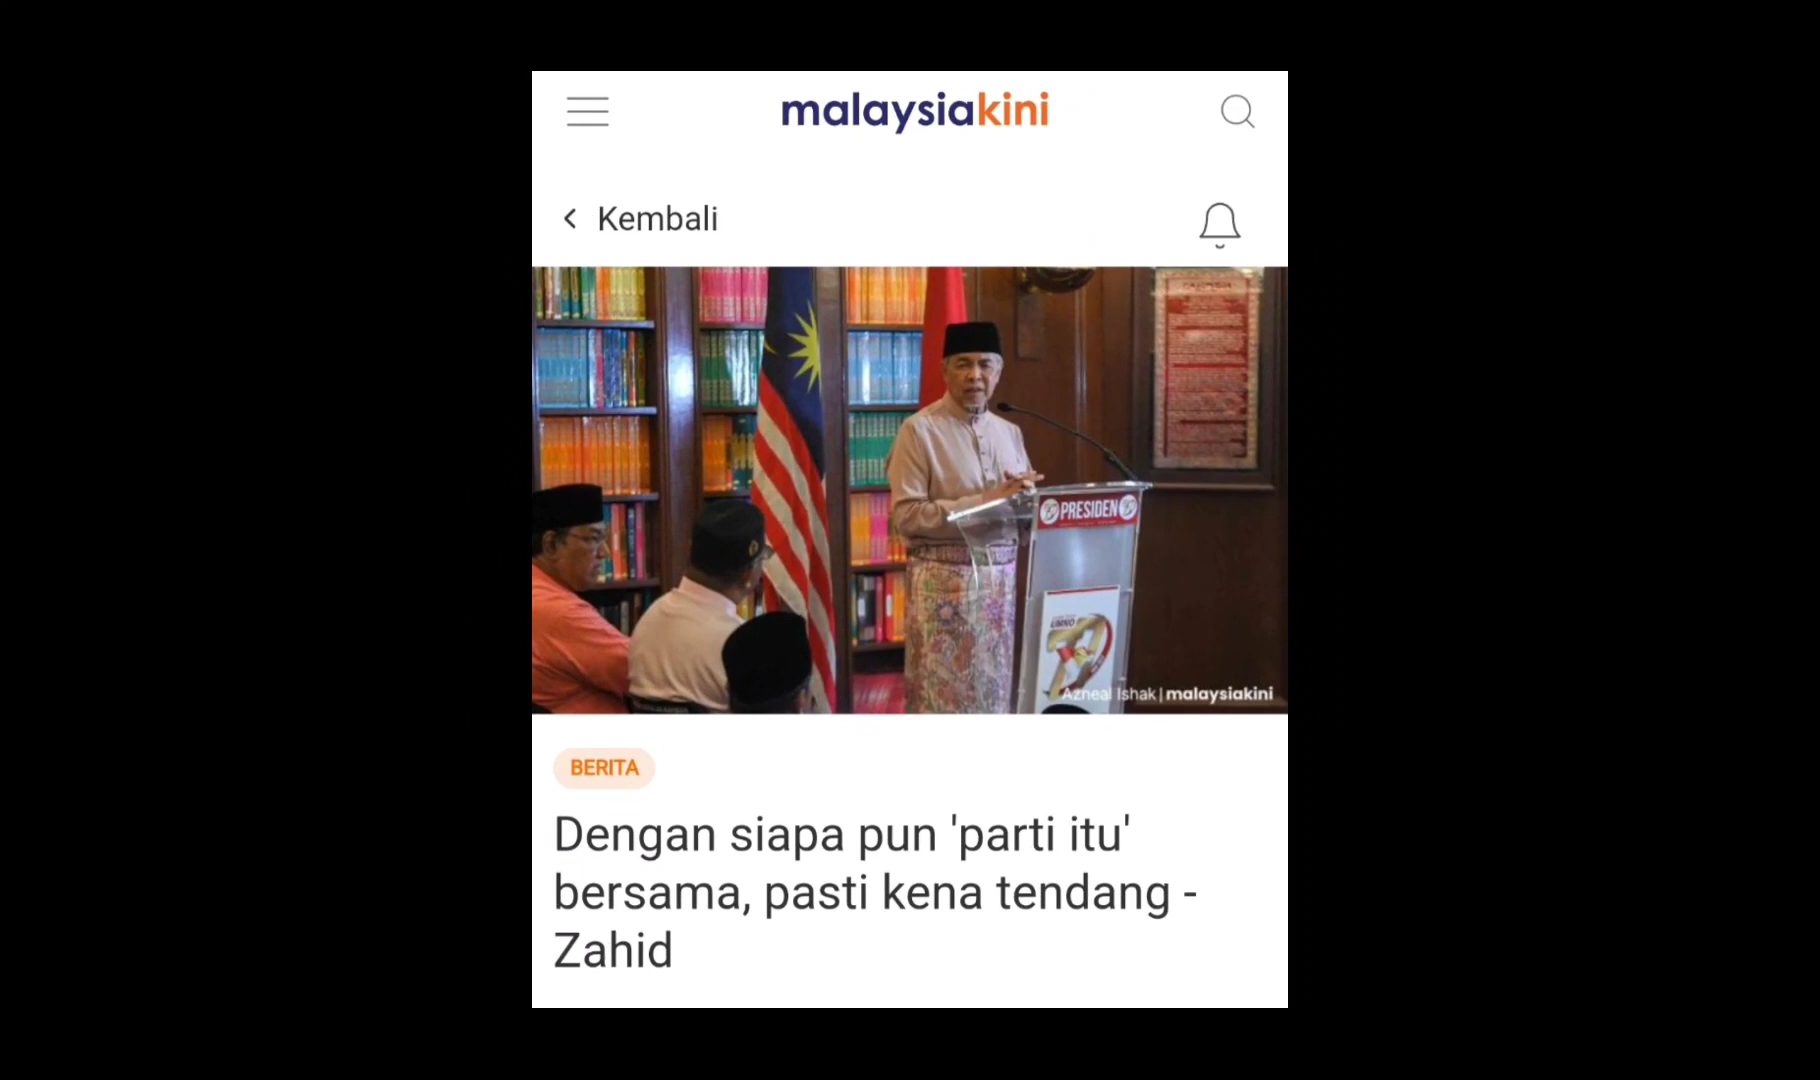 malaysiakini
Kembali
PRESIDEN
UMNO
Azneal Ishak | malaysiakini
BERITA
Dengan siapa pun 'parti itu'
bersama, pasti kena tendang -
Zahid